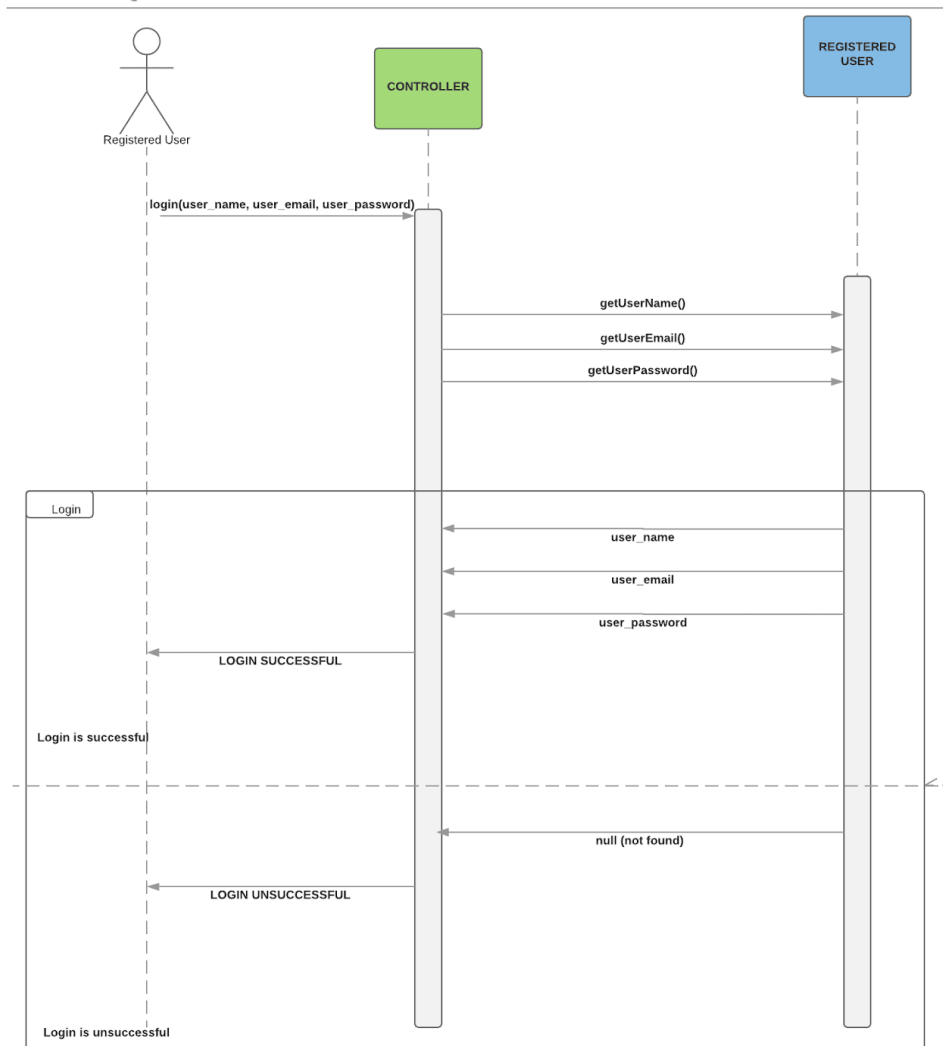 REGISTERED
USER
CONTROLLER
Registered User
login(user_name, user_email, user_password)
getUserName()
getUserEmail()
getUserPassword()
Login
user_name
user_email
user_password
LOGIN SUCCESSFUL
Login is successful
null (not found)
LOGIN UNSUCCESSFUL
Login is unsuccessful